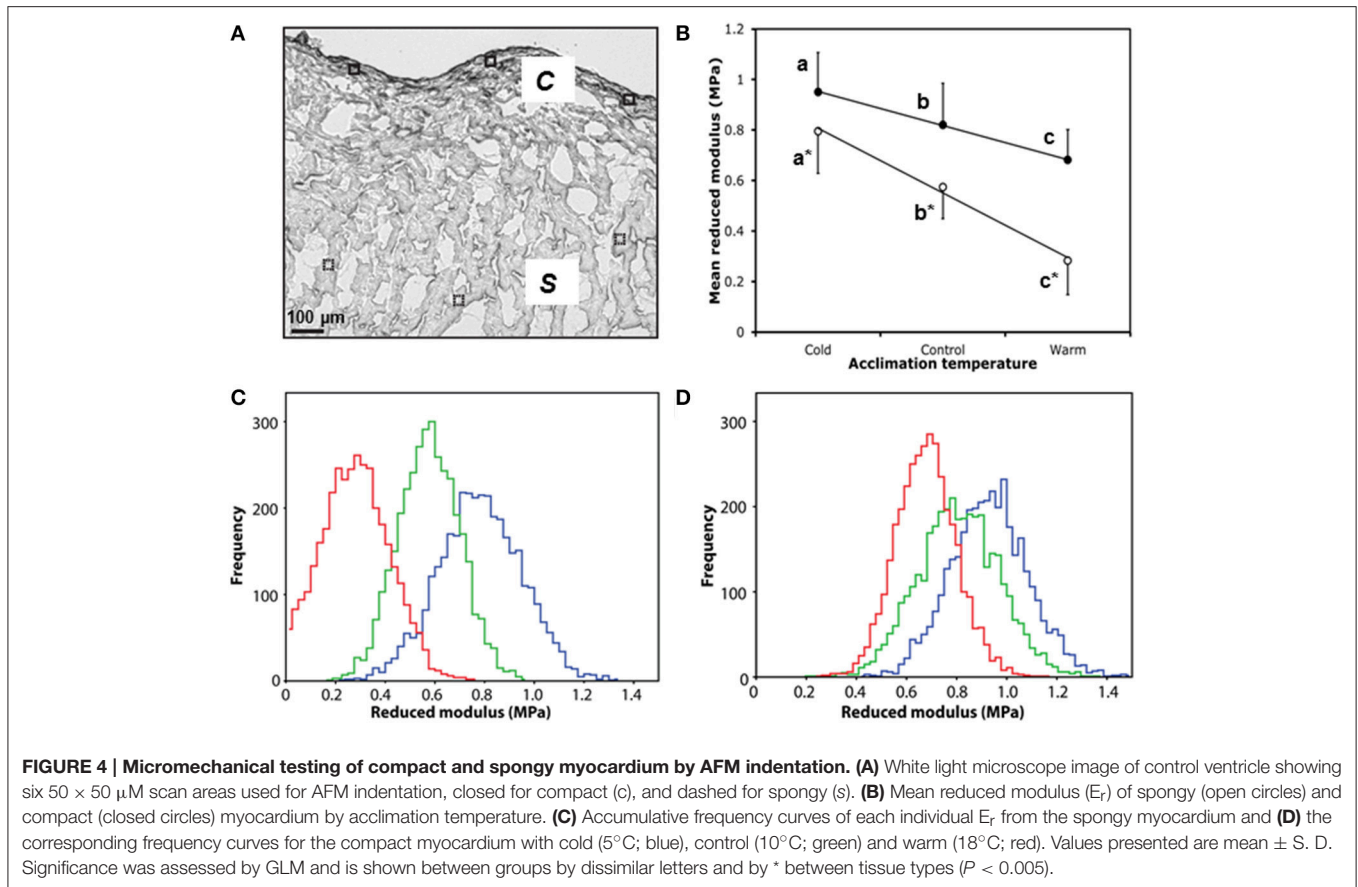 A
C
S
100 µm
B
1.2
1
0.8
0.6
0.4
0.2
0
Mean reduced modulus (MPa)
a
b
c
a*
b*
c*
Cold
Control
Warm
Acclimation temperature
C
300
200
100
0
Frequency
0
0.2
0.4
0.6
0.8
1.0
1.2
1.4
Reduced modulus (MPa)
D
300
200
100
0
Frequency
0
0.2
0.4
0.6
0.8
1.0
1.2
1.4
Reduced modulus (MPa)
FIGURE 4 | Micromechanical testing of compact and spongy myocardium by AFM indentation. (A) White light microscope image of control ventricle showing
six 50 × 50 µM scan areas used for AFM indentation, closed for compact (c), and dashed for spongy (s). (B) Mean reduced modulus (Er) of spongy (open circles) and
compact (closed circles) myocardium by acclimation temperature. (C) Accumulative frequency curves of each individual Er from the spongy myocardium and (D) the
corresponding frequency curves for the compact myocardium with cold (5°C; blue), control (10°C; green) and warm (18°C; red). Values presented are mean ± S. D.
Significance was assessed by GLM and is shown between groups by dissimilar letters and by * between tissue types (P < 0.005).